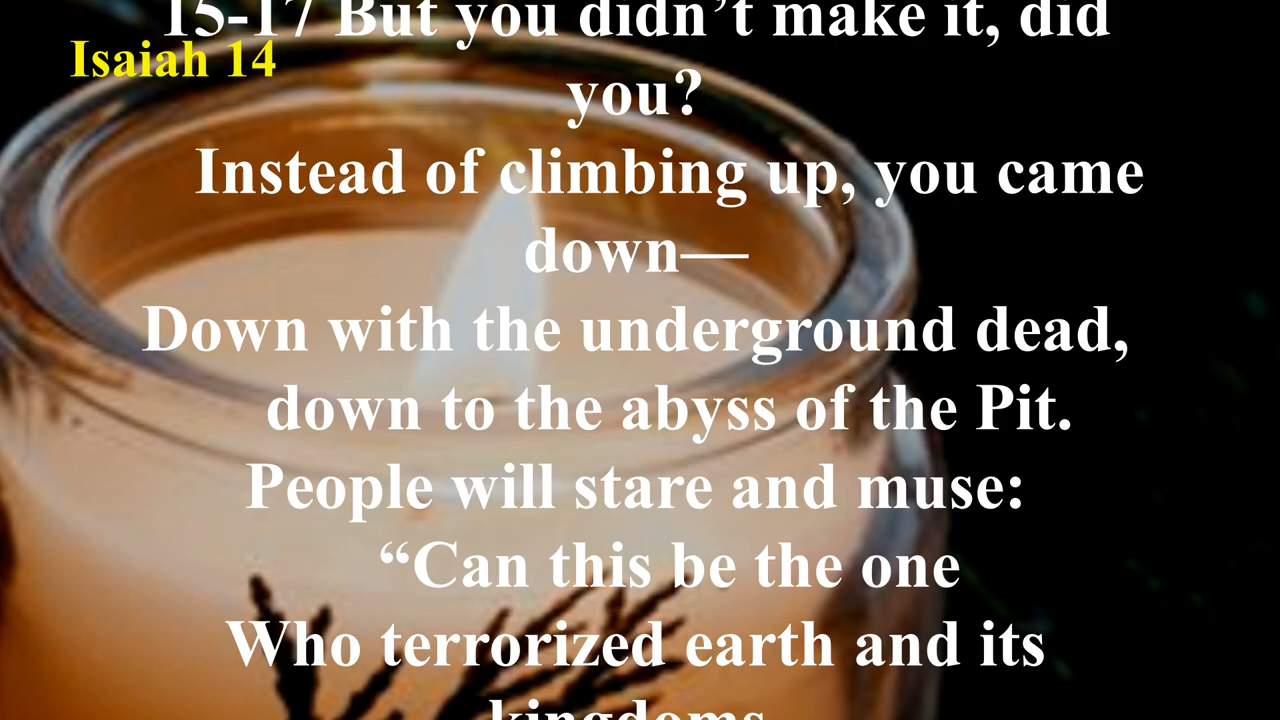 15-17 But you didn’t make it, did
Isaiah 14
you?
Instead of climbing up, you came
down—
Down with the underground dead,
down to the abyss of the Pit.
People will stare and muse:
“Can this be the one
Who terrorized earth and its
kingdoms